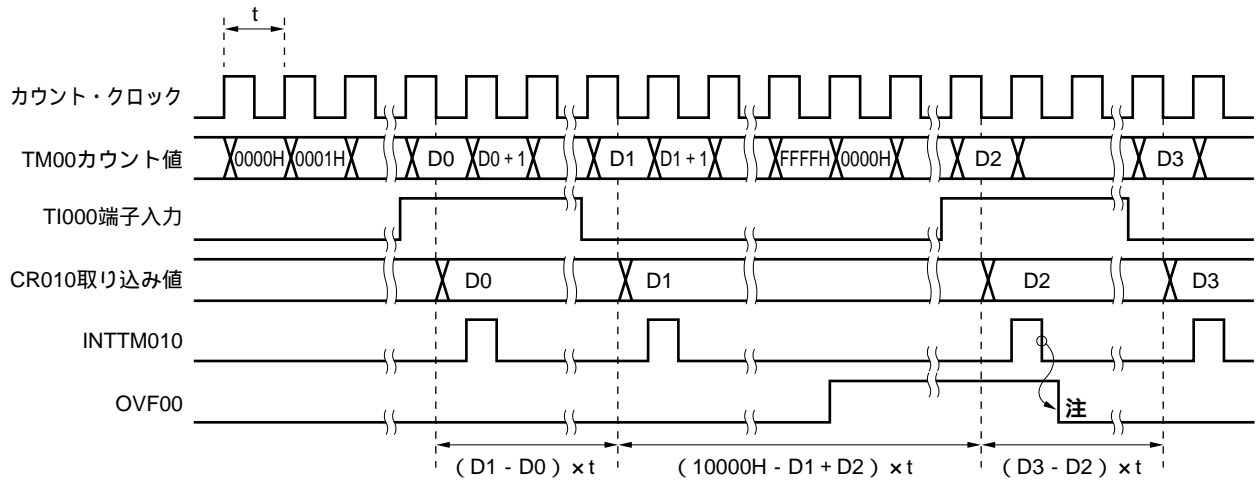 t
カウント・クロック
TM00カウント値 0000H 0001H D0 D0 + 1 D1 D1 + 1 FFFFH 0000H D2 D3
TI000端子入力
CR010取り込み値 D0 D1 D2 D3
INTTM010
OVF00 注
(D1 - D0) × t (10000H - D1 + D2) × t (D3 - D2) × t